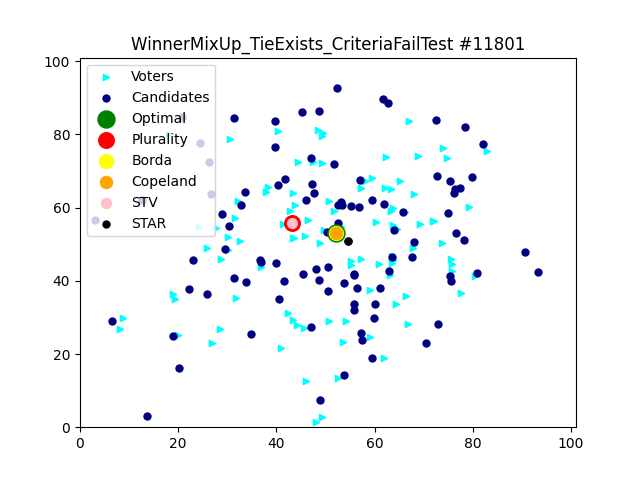 WinnerMixUp_TieExists_CriteriaFailTest #11801
100
80
60
40
20
0
0
20
40
60
80
100
Voters
Candidates
Optimal
Plurality
Borda
Copeland
STV
STAR